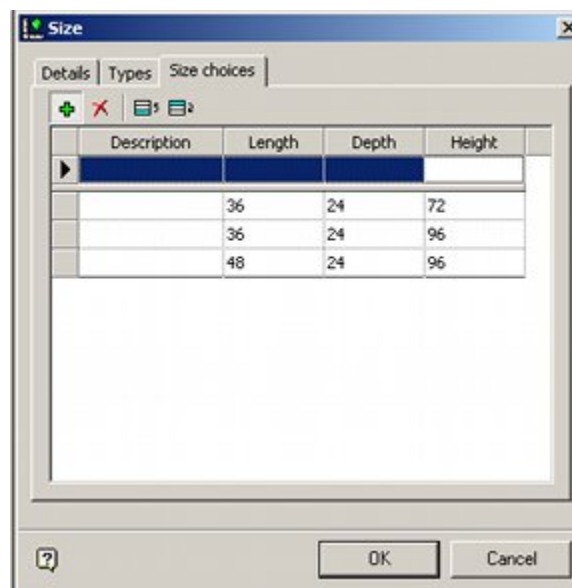 Size
Details Types Size choices
Description Length Depth Height
36 24 72
36 24 96
48 24 96
OK Cancel